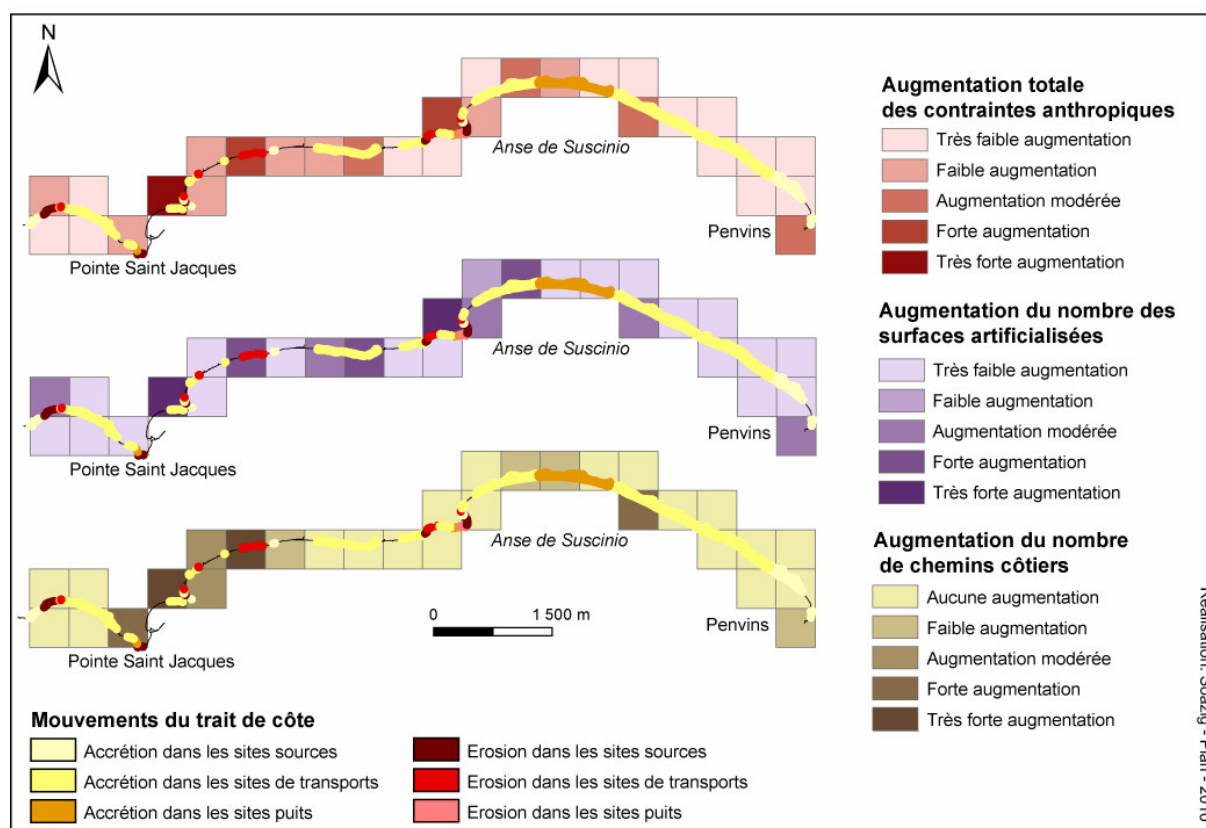 N
Anse de Suscinio
Penvins
Pointe Saint Jacques
Anse de Suscinio
Penvins
Pointe Saint Jacques
Anse de Suscinio
0 1 500 m
Penvins
Pointe Saint Jacques
Augmentation totale
des contraintes anthropiques
Très faible augmentation
Faible augmentation
Augmentation modérée
Forte augmentation
Très forte augmentation
Augmentation du nombre des
surfaces artificialisées
Très faible augmentation
Faible augmentation
Augmentation modérée
Forte augmentation
Très forte augmentation
Augmentation du nombre
de chemins côtiers
Aucune augmentation
Faible augmentation
Augmentation modérée
Forte augmentation
Très forte augmentation
Mouvements du trait de côte
Accrétion dans les sites sources
Accrétion dans les sites de transports
Accrétion dans les sites puits
Erosion dans les sites sources
Erosion dans les sites de transports
Erosion dans les sites puits